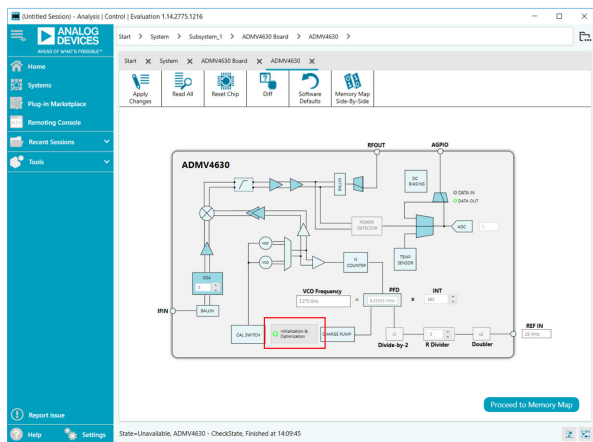 (Untitled Session) - Analysis | Control | Evaluation 1.14.2775.1216
ANALOG
DEVICES
AHEAD OF WHAT'S POSSIBLE™
Start > System > Subsystem_1 > ADMV4630 Board > ADMV4630 >
Home
Systems
Plug-in Marketplace
Remoting Console
Recent Sessions
Tools
Start System ADMV4630 Board ADMV4630
Apply
Changes
Read All
Reset Chip
Diff
Software
Defaults
Memory Map
Side-By-Side
RFOUT
AGPIO
ADMV4630
BALUN
DC
BIASING
DATA IN
DATA OUT
POWER
DETECTOR
ADC
VCO
VCO
N
COUNTER
TEMP
SENSOR
DSA
0
VCO Frequency
PFD
INT
=
x
IFIN
BALUN
CAL SWITCH
Initialization &
Optimization
CHARGE PUMP
Divide-by-2
R Divider
Doubler
REF IN
Proceed to Memory Map
Report Issue
Help
Settings
State=Unavailable, ADMV4630 - CheckState, Finished at 14:09:45